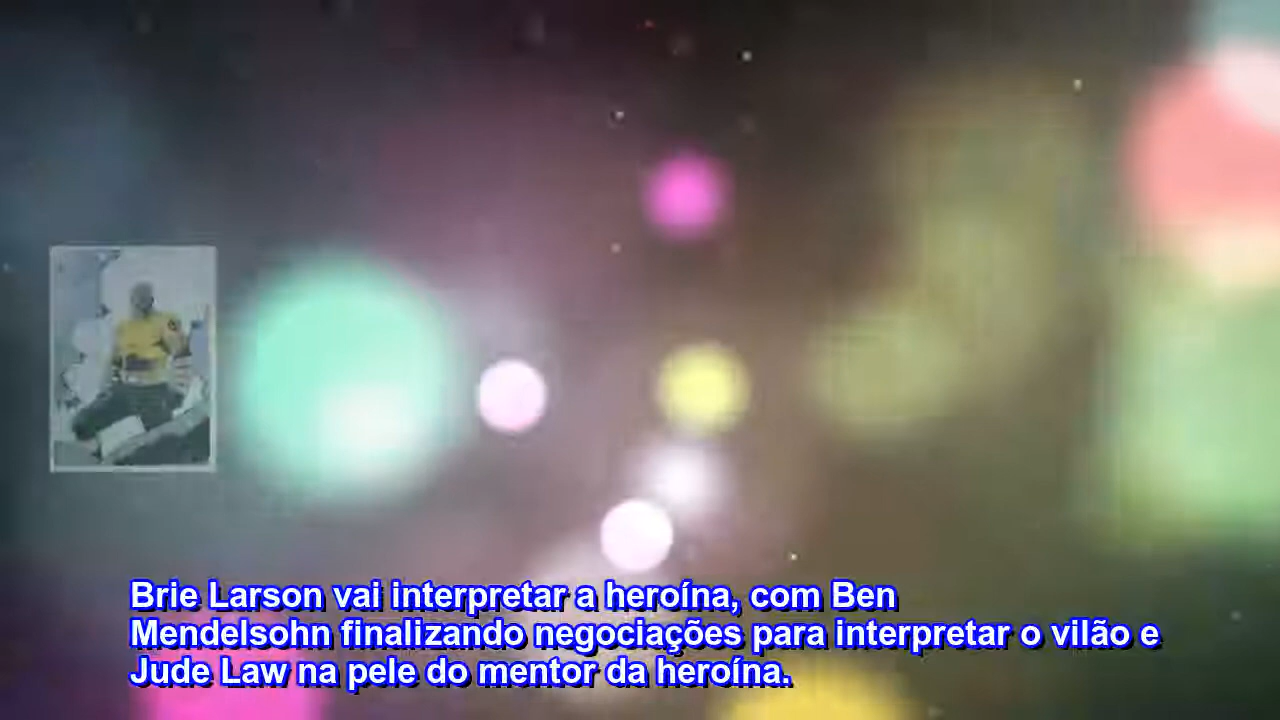 Brie Larson vai interpretar a heroína, com Ben
Mendelsohn finalizando negociações para interpretar o vilão e
Jude Law na pele do mentor da heroína.